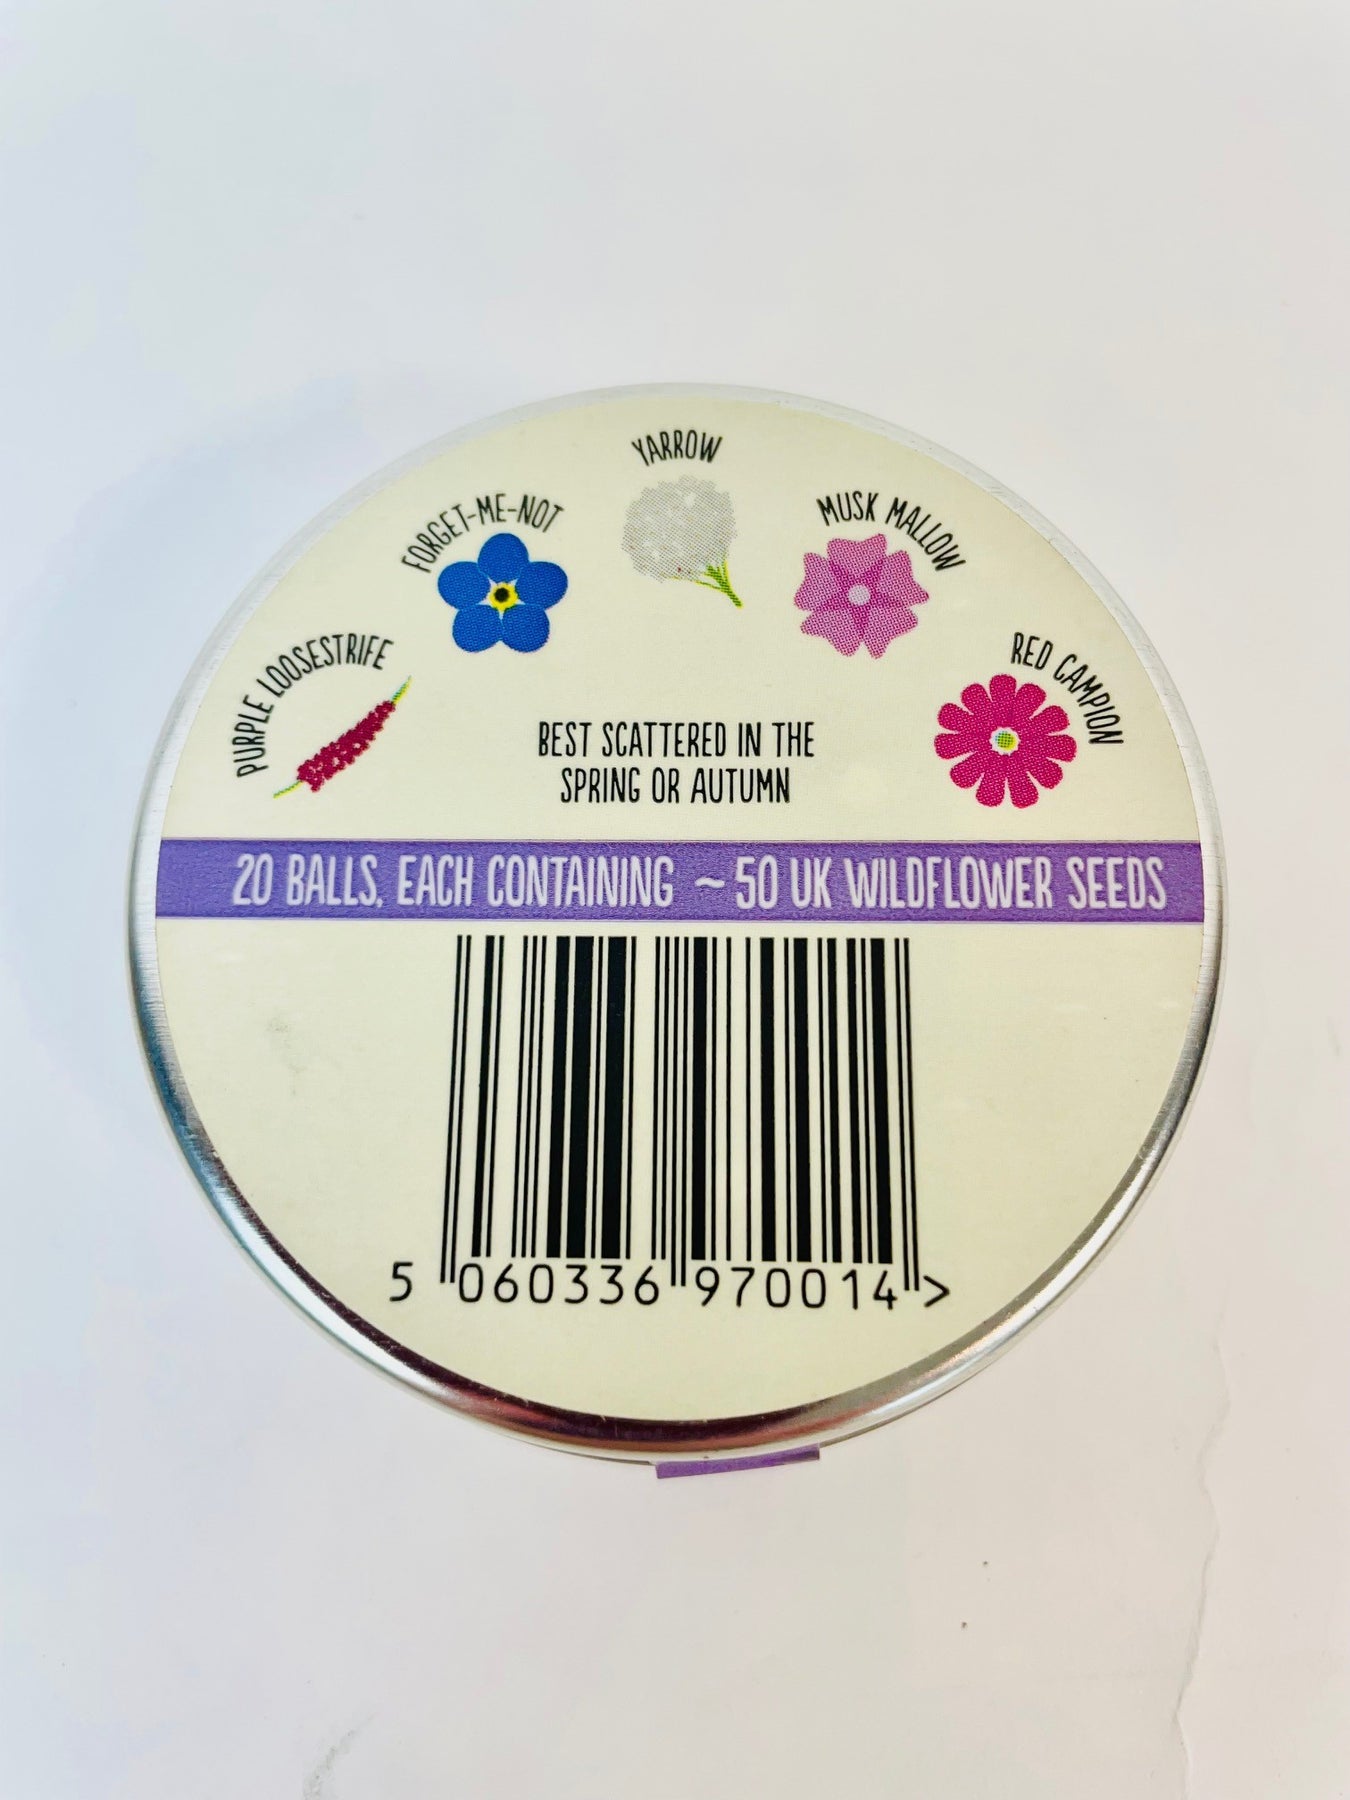 YARROW
FORGET-ME-NOT
MUSK MALLOW
PURPLE LOOSESTRIFE
RED CAMPION
BEST SCATTERED IN THE
SPRING OR AUTUMN
20 BALLS, EACH CONTAINING ~50 UK WILDFLOWER SEEDS
5 060336 970014 >